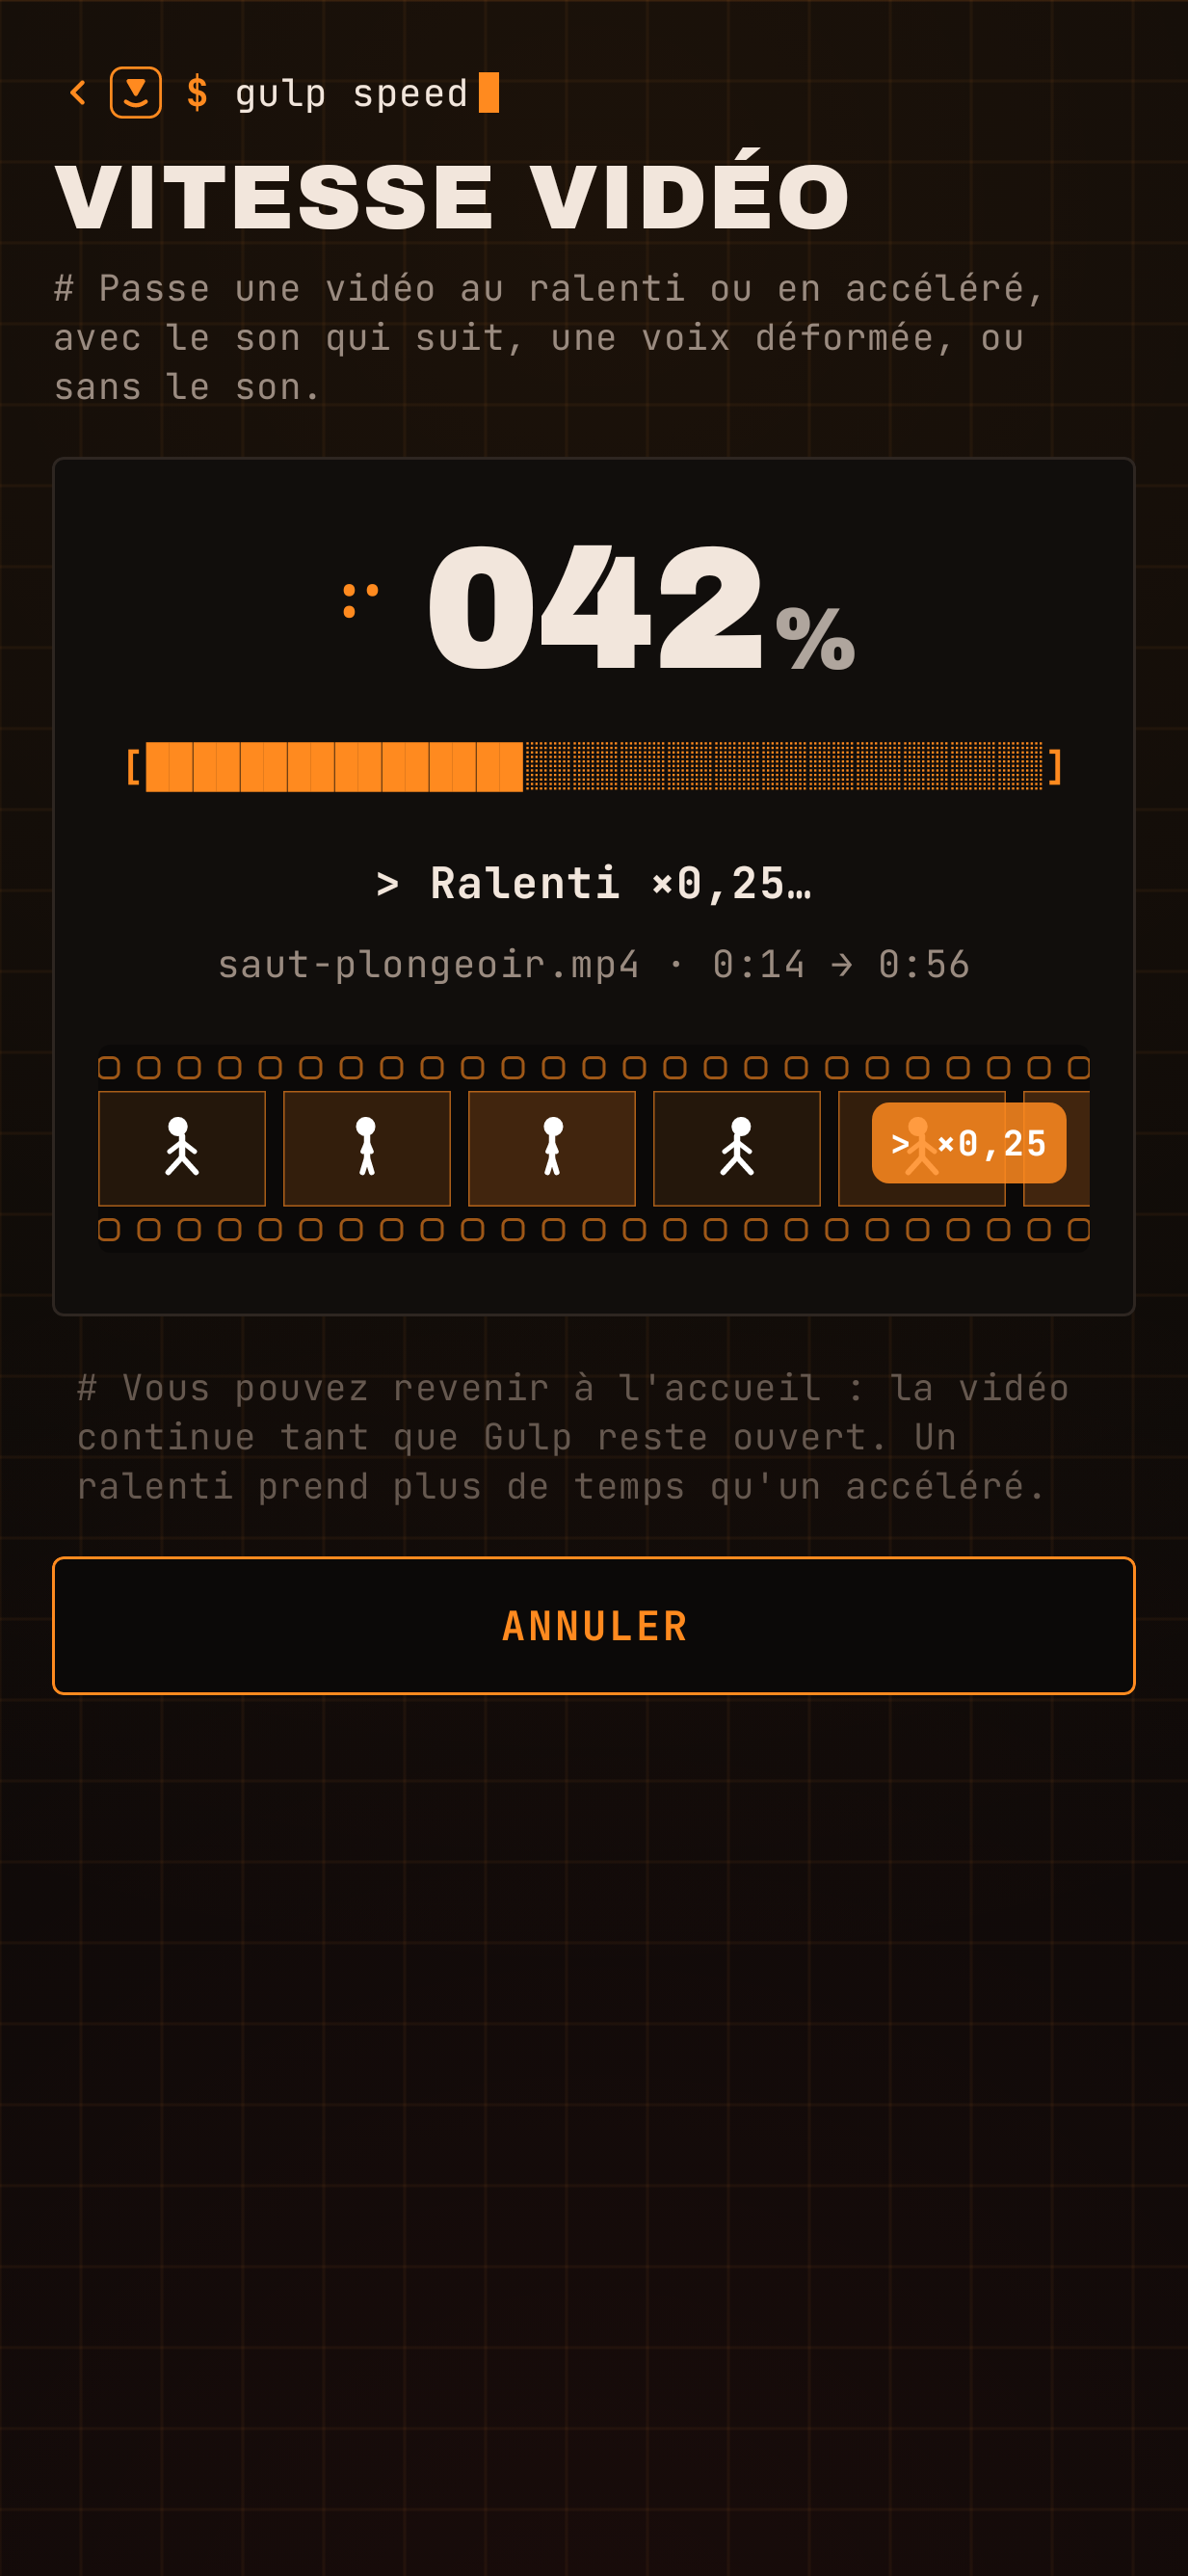 $ gulp speed
VITESSE VIDÉO
# Passe une vidéo au ralenti ou en accéléré,
avec le son qui suit, une voix déformée, ou
sans le son.
042%
[]
> Ralenti ×0,25…
saut-plongeoir.mp4 · 0:14 → 0:56
> ×0,25
# Vous pouvez revenir à l'accueil : la vidéo
continue tant que Gulp reste ouvert. Un
ralenti prend plus de temps qu'un accéléré.
ANNULER